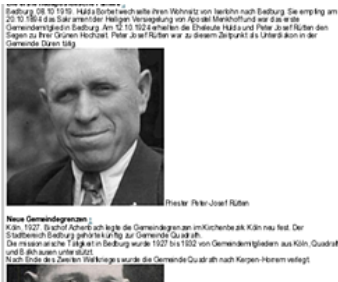 Bedburg, 08.10.1919. Hulda Borte wechselte ihren Wohnsitz von Iserlohn nach Bedburg. Sie empfing am
20.10.1894 das Sakrament der Heiligen Versiegelung von Apostel Menkhoff und war das erste
Gemeindemitglied in Bedburg. Am 12.10.1924 erhielten die Eheleute Hulda und Peter Josef Rütten den
Segen zu ihrer Grünen Hochzeit. Peter Josef Rütten war zu diesem Zeitpunkt als Unterdiakon in der
Gemeinde Düren tätig.
Priester Peter-Josef Rütten
Neue Gemeindegrenzen :
Köln, 1927. Bischof Achenbach legte die Gemeindegrenzen im Kirchenbezirk Köln neu fest. Der
Stadtbereich Bedburg gehörte künftig zur Gemeinde Quadrath.
Die missionarische Tätigkeit in Bedburg wurde 1927 bis 1932 von Gemeindemitgliedern aus Köln, Quadrath
und Balkhausen unterstützt.
Nach Ende des Zweiten Weltkrieges wurde die Gemeinde Quadrath nach Kerpen-Horrem verlegt.